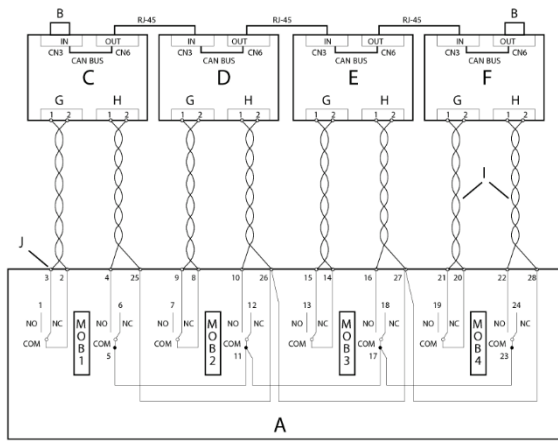 B RJ-45 RJ-45 RJ-45 B
IN OUT IN OUT IN OUT IN OUT
CN3 CN6 CN3 CN6 CN3 CN6 CN3 CN6
CAN BUS CAN BUS CAN BUS CAN BUS
C D E F
G H G H G H G H
1 2 1 2 1 2 1 2 1 2 1 2 1 2 1 2
I
J
3 2 4 25 9 8 10 26 15 14 16 27 21 20 22 28
1 6 7 12 13 18 19 24
NO NC NO NC NO NC NO NC NO NC NO NC NO NC NO NC
MOB1 MOB2 MOB3 MOB4
COM COM COM COM COM COM COM COM
5 11 17 23
A